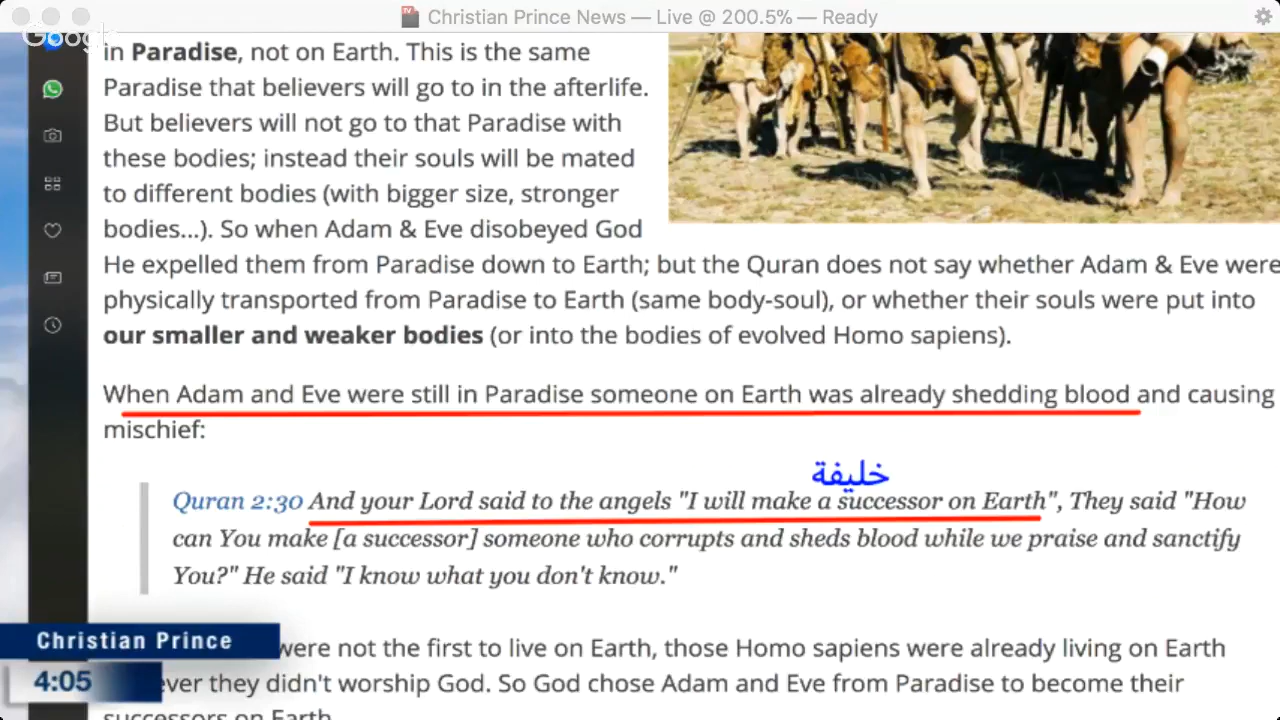 Christian Prince News — Live @ 200.5% — Ready
Google
in Paradise, not on Earth. This is the same
Paradise that believers will go to in the afterlife.
But believers will not go to that Paradise with
these bodies; instead their souls will be mated
to different bodies (with bigger size, stronger
bodies...). So when Adam & Eve disobeyed God
He expelled them from Paradise down to Earth; but the Quran does not say whether Adam & Eve were
physically transported from Paradise to Earth (same body-soul), or whether their souls were put into
our smaller and weaker bodies (or into the bodies of evolved Homo sapiens).
When Adam and Eve were still in Paradise someone on Earth was already shedding blood and causing
mischief:
خليفة
Quran 2:30 And your Lord said to the angels "I will make a successor on Earth", They said "How
can You make [a successor] someone who corrupts and sheds blood while we praise and sanctify
You?" He said "I know what you don't know."
Christian Prince
were not the first to live on Earth, those Homo sapiens were already living on Earth
4:05
ever they didn't worship God. So God chose Adam and Eve from Paradise to become their
successors on Earth